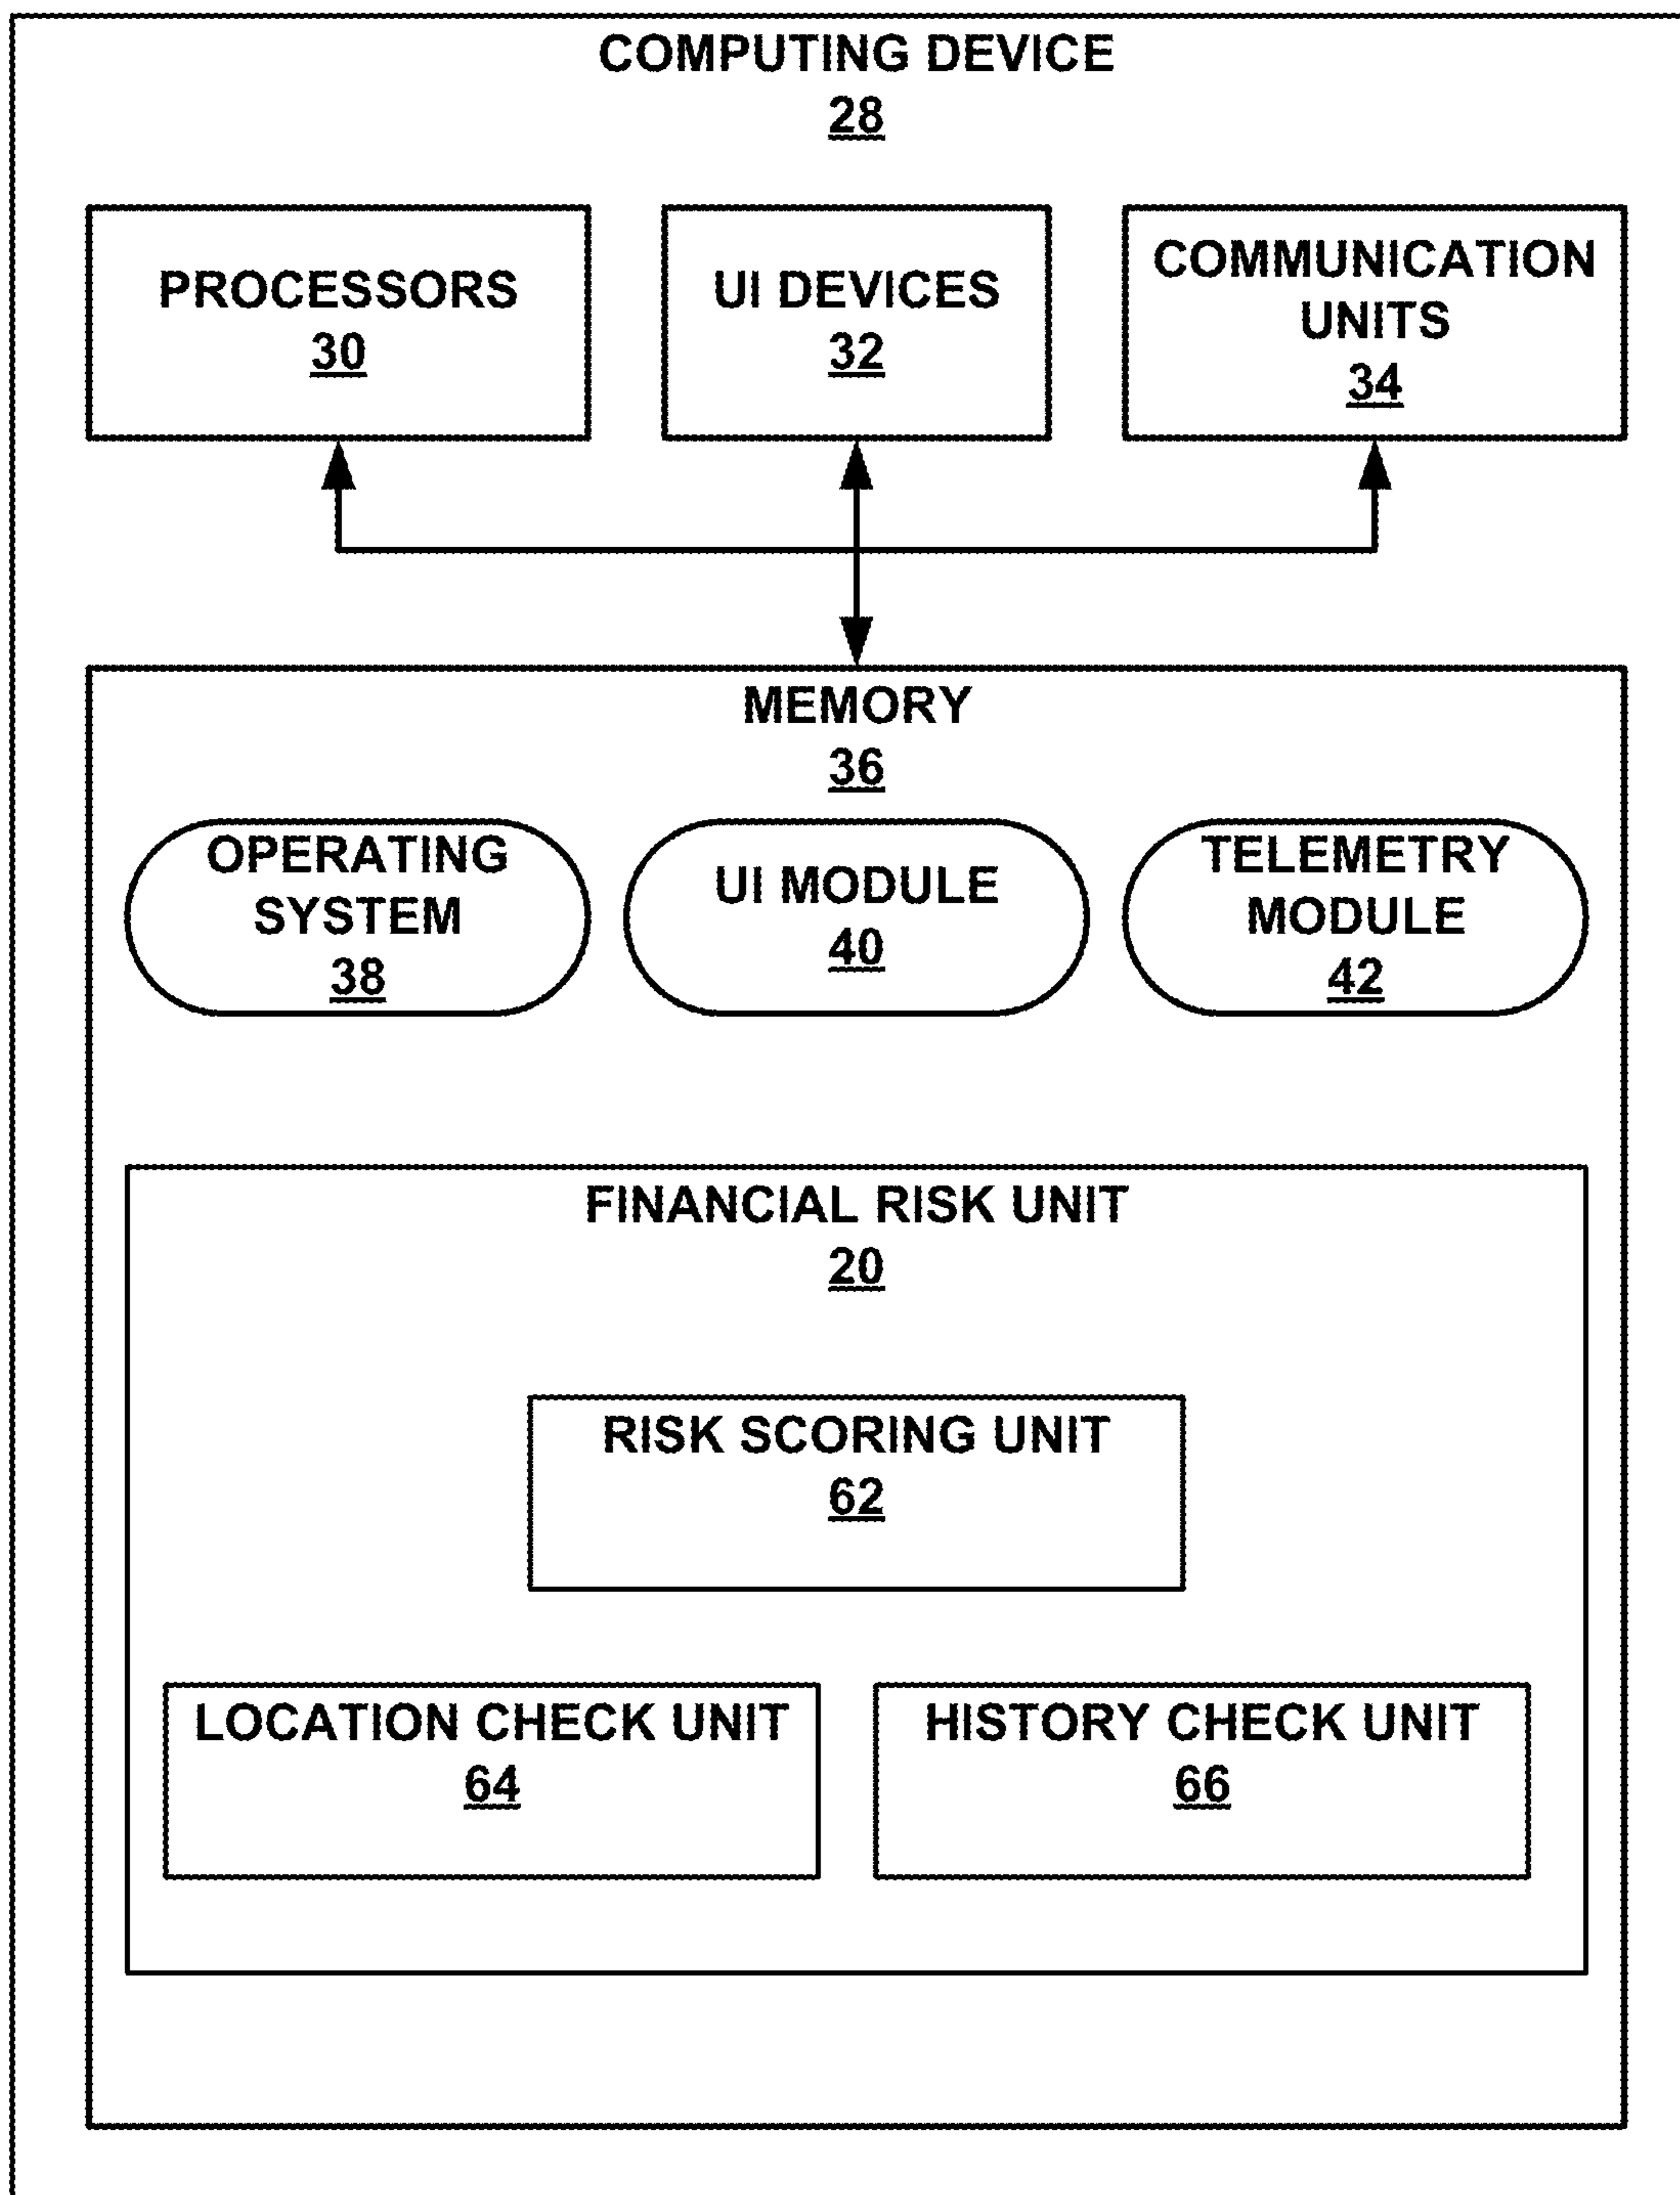 COMPUTING DEVICE
28
PROCESSORS
30
UI DEVICES
32
COMMUNICATION
UNITS
34
MEMORY
36
OPERATING
SYSTEM
38
UI MODULE
40
TELEMETRY
MODULE
42
FINANCIAL RISK UNIT
20
RISK SCORING UNIT
62
LOCATION CHECK UNIT
64
HISTORY CHECK UNIT
66